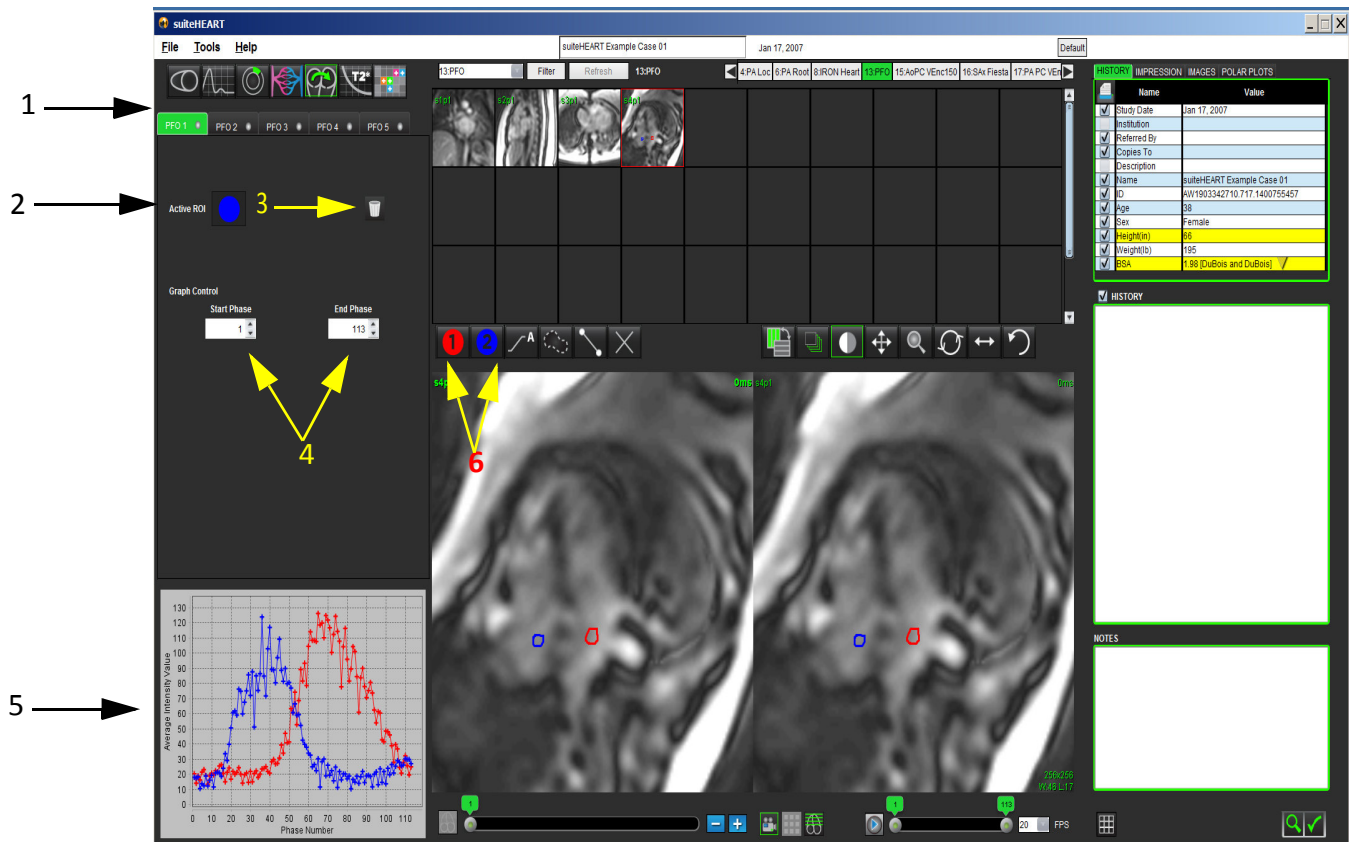 suiteHEART
File Tools Help
suiteHEART Example Case 01
Jan 17, 2007
Default
T2*
13:PFO
Filter
Refresh
13:PFO
4:PA Loc
6:PA Root
8:IRON Heart
13:PFO
15:AoPC VEnc150
16:SAx Fiesta
17:PA PC VEn
HISTORY IMPRESSION IMAGES POLAR PLOTS
Name Value
Study Date Jan 17, 2007
Institution
Referred By
Copies To
Description
Name suiteHEART Example Case 01
ID AW1903342710.717.1400755457
Age 38
Sex Female
Height(in) 66
Weight(lb) 195
BSA 1.98 [DuBois and DuBois]
HISTORY
NOTES
1
PFO 1 PFO 2 PFO 3 PFO 4 PFO 5
2
Active ROI
3
Graph Control
Start Phase End Phase
1 113
4
s1p1 s2p1 s3p1 s4p1
1 2 A
6
s4p1 0ms
s4p1 0ms
256x256
W:48 L:17
5
Average Intensity Value
130
120
110
100
90
80
70
60
50
40
30
20
10
0
0 10 20 30 40 50 60 70 80 90 100 110
Phase Number
1
1 113
20 FPS